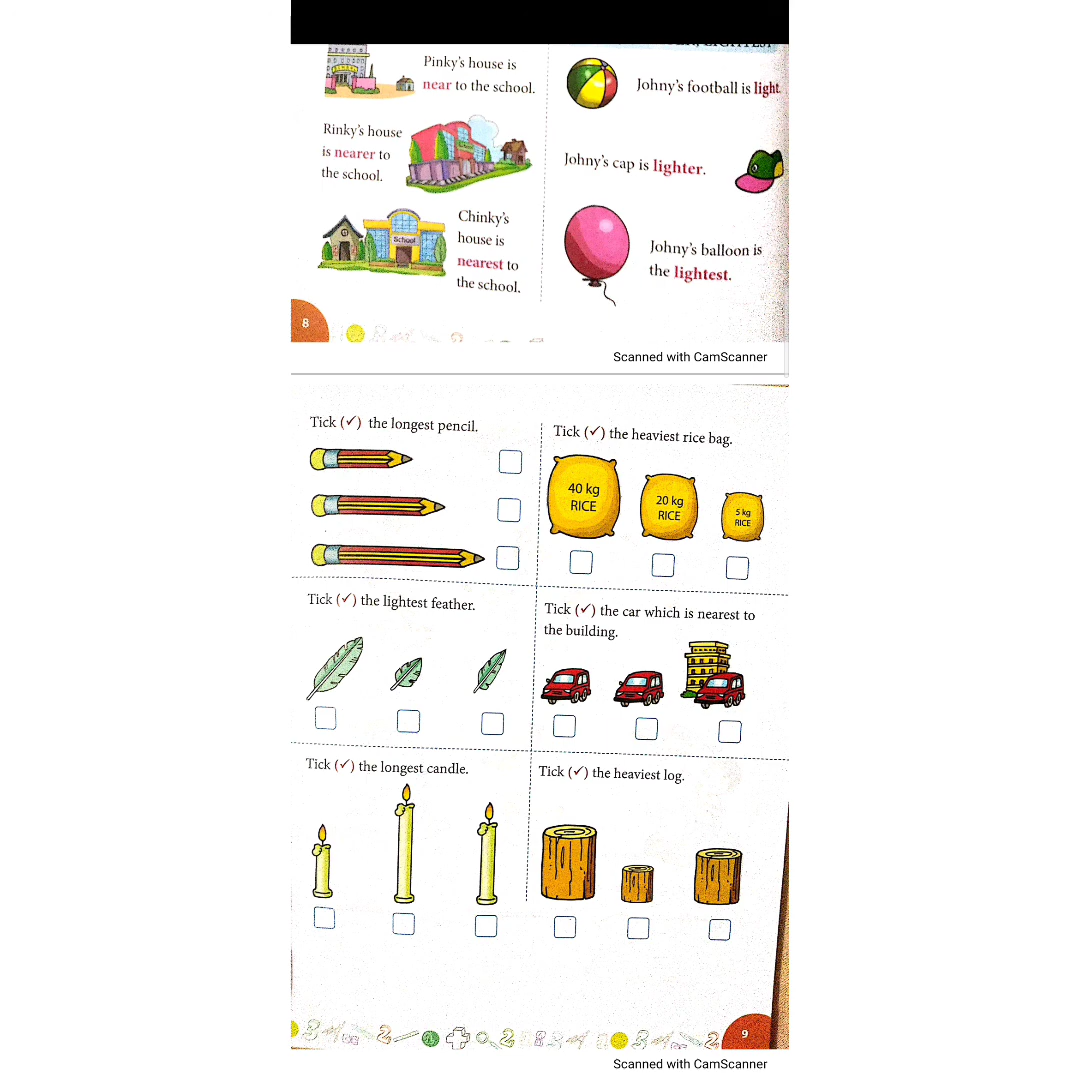 Pinky's house is
near to the school.
Rinky's house
is nearer to
the school.
School
Chinky's
house is
nearest to
the school.
8
Johny's football is light.
Johny's cap is lighter.
Johny's balloon is
the lightest.
Scanned with CamScanner
Tick (✓) the longest pencil.
Tick (✓) the heaviest rice bag.
40 kg
RICE
20 kg
RICE
5 kg
RICE
Tick (✓) the lightest feather.
Tick (✓) the car which is nearest to
the building.
Tick (✓) the longest candle.
Tick (✓) the heaviest log.
9
Scanned with CamScanner